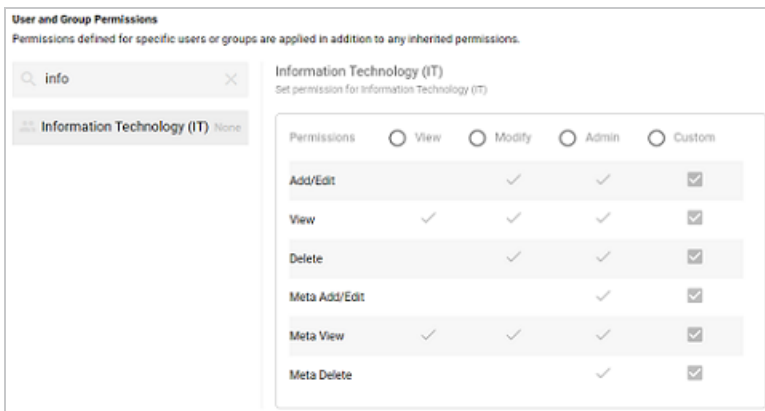 User and Group Permissions
Permissions defined for specific users or groups are applied in addition to any inherited permissions.
info
Information Technology (IT) None
Information Technology (IT)
Set permission for Information Technology (IT)
Permissions View Modify Admin Custom
Add/Edit
View
Delete
Meta Add/Edit
Meta View
Meta Delete